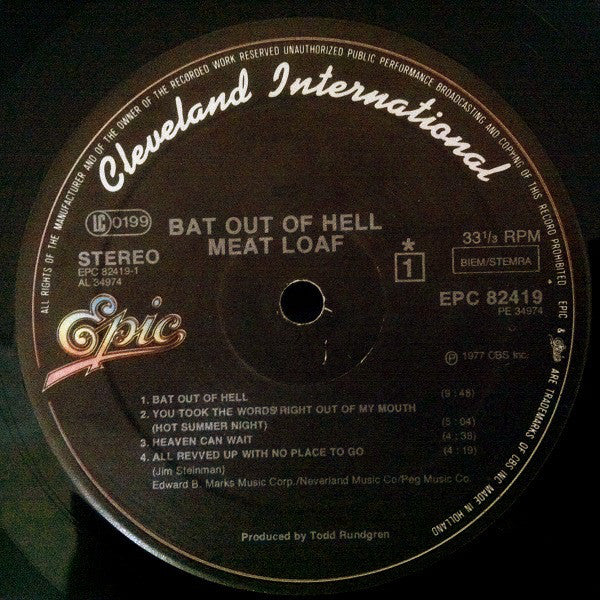 ALL RIGHTS OF THE MANUFACTURER AND OF THE OWNER OF THE RECORDED WORK RESERVED UNAUTHORIZED PUBLIC PERFORMANCE BROADCASTING AND COPYING OF THIS RECORD PROHIBITED EPIC & Epic ARE TRADEMARKS OF CBS INC MADE IN HOLLAND
Cleveland International
LC 0199
BAT OUT OF HELL
MEAT LOAF
STEREO
EPC 82419-1
AL 34974
*
1
33 1/3 RPM
BIEM/STEMRA
EPC 82419
PE 34974
Epic
℗ 1977 CBS Inc.
1. BAT OUT OF HELL (9 : 48)
2. YOU TOOK THE WORDS RIGHT OUT OF MY MOUTH
(HOT SUMMER NIGHT) (5 : 04)
3. HEAVEN CAN WAIT (4 : 38)
4. ALL REVVED UP WITH NO PLACE TO GO (4 : 19)
(Jim Steinman)
Edward B. Marks Music Corp./Neverland Music Co/Peg Music Co.
Produced by Todd Rundgren